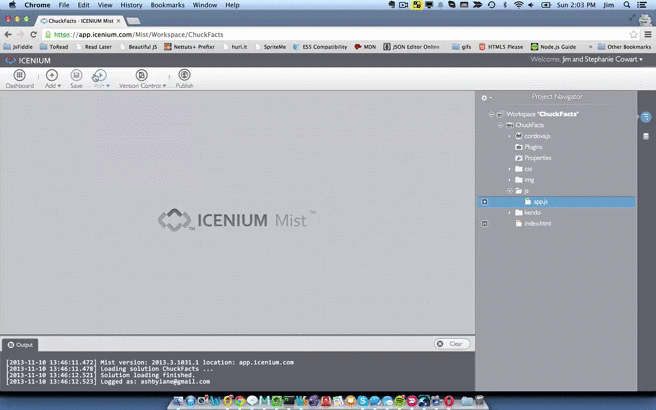 Chrome File Edit View History Bookmarks Window Help Sun 2:03 PM Jim
ChuckFacts
https://app.icenium.com/Mist/Workspace/ChuckFacts
jsFiddle ToRead Read Later Beautiful JS Nettuts+ Prefixr hurl.it SpriteMe ES5 Compatibility MDN JSON Editor Online gifs HTML5 Please Node.js Guide Other Bookmarks
ICENIUM Welcome, Jim and Stephanie Cowart
Dashboard Add Save Run Version Control Publish
Project Navigator
Workspace "ChuckFacts"
ChuckFacts
cordova.js
Plugins
Properties
css
img
js
app.js
kendo
index.html
ICENIUM Mist™
Output Clear
[2013-11-10 13:46:11.472] Mist version: 2013.3.1031.1 location: app.icenium.com
[2013-11-10 13:46:11.478] Loading solution ChuckFacts ...
[2013-11-10 13:46:12.521] Solution loading finished.
[2013-11-10 13:46:12.523] Logged as: ashbylane@gmail.com